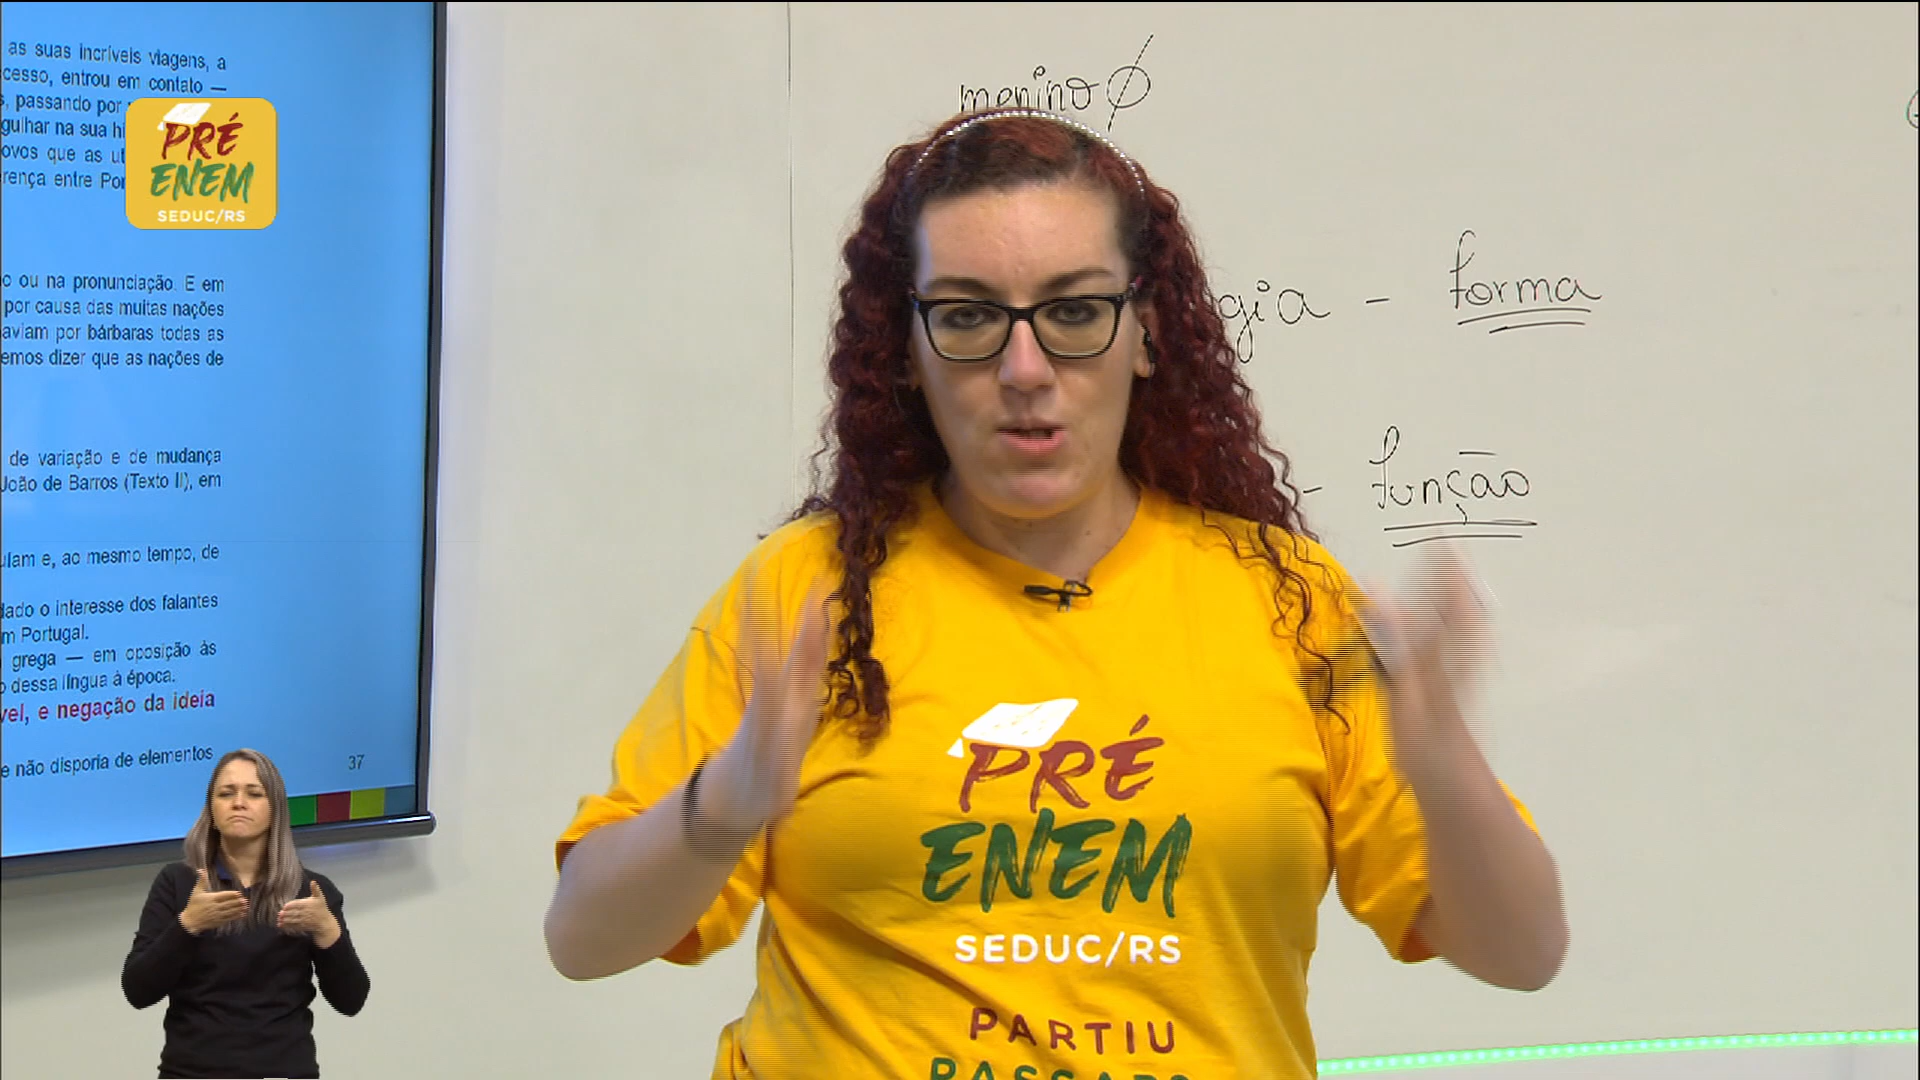 as suas incríveis viagens, a
cesso, entrou em contato —
s, passando por
gulhar na sua hi
ovos que as ut
rença entre Por
o ou na pronunciação. E em
por causa das muitas nações
aviam por bárbaras todas as
emos dizer que as nações de
de variação e de mudança
João de Barros (Texto II), em
ulam e, ao mesmo tempo, de
dado o interesse dos falantes
m Portugal.
grega — em oposição às
o dessa língua à época.
vel, e negação da ideia
e não disporia de elementos
37
PRÉ
ENEM
SEDUC/RS
menino Ø
gia - forma
- função
PRÉ
ENEM
SEDUC/RS
PARTIU
PASSADO